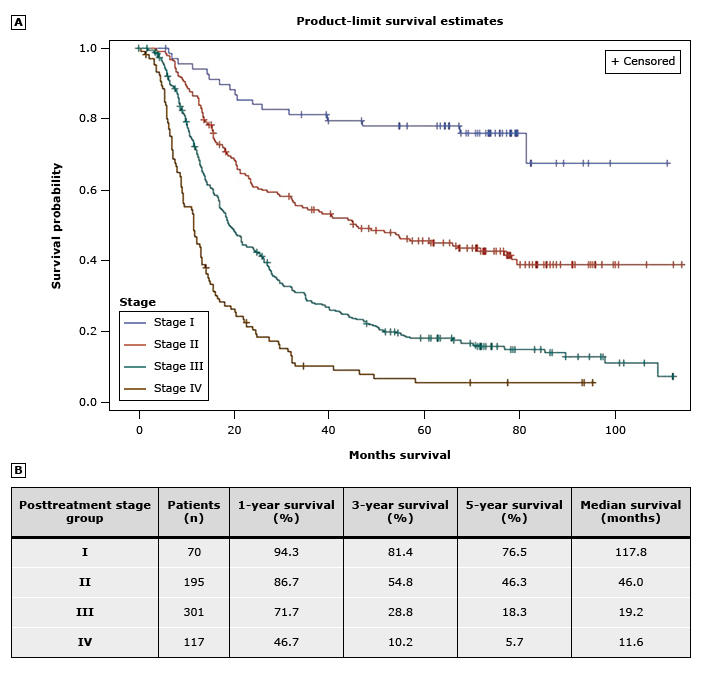 A
Product-limit survival estimates
+ Censored
Survival probability
1.0
0.8
0.6
0.4
0.2
0.0
Stage
Stage I
Stage II
Stage III
Stage IV
0 20 40 60 80 100
Months survival
B
Posttreatment stage group Patients (n) 1-year survival (%) 3-year survival (%) 5-year survival (%) Median survival (months)
I 70 94.3 81.4 76.5 117.8
II 195 86.7 54.8 46.3 46.0
III 301 71.7 28.8 18.3 19.2
IV 117 46.7 10.2 5.7 11.6